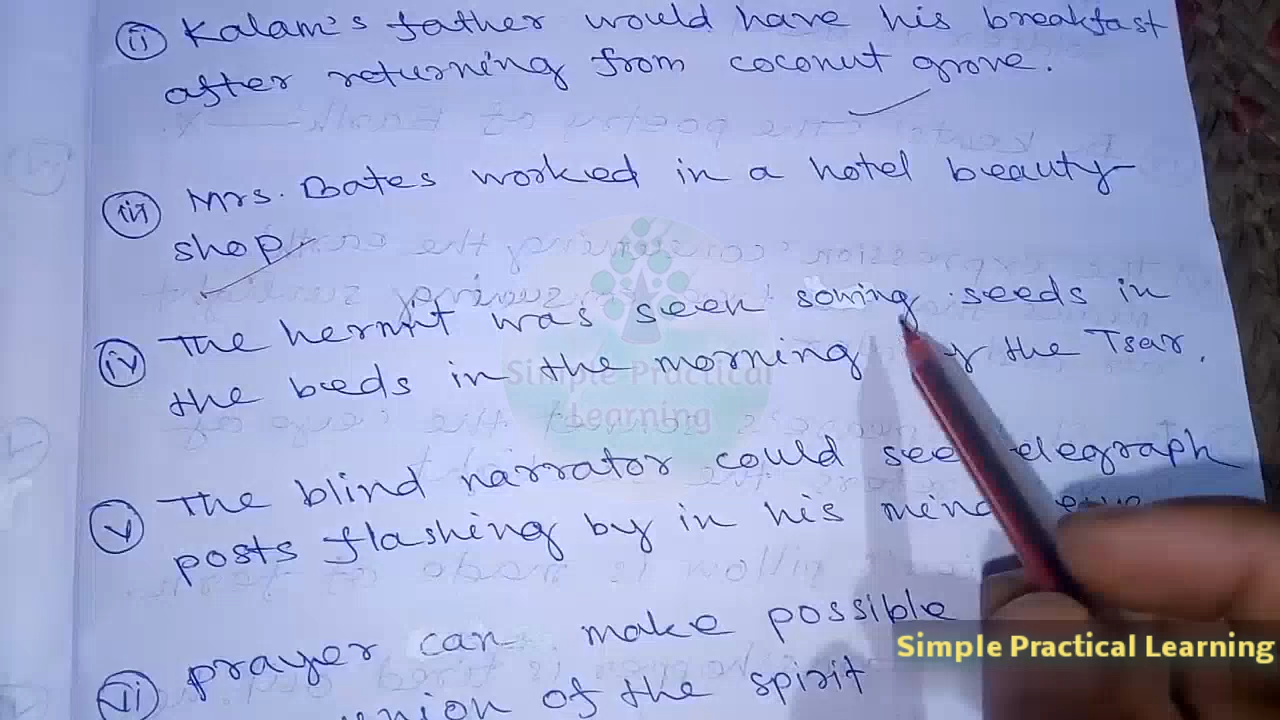 ii Kalam's father would have his breakfast
after returning from coconut grove.
iii Mrs. Bates worked in a hotel beauty
shop
iv The hermit was seen sowing seeds in
the beds in the morning the Tsar.
v The blind narrator could see
posts flashing by in his mind
vi prayer can make possible
of the spirit
Simple Practical
Learning
Simple Practical Learning